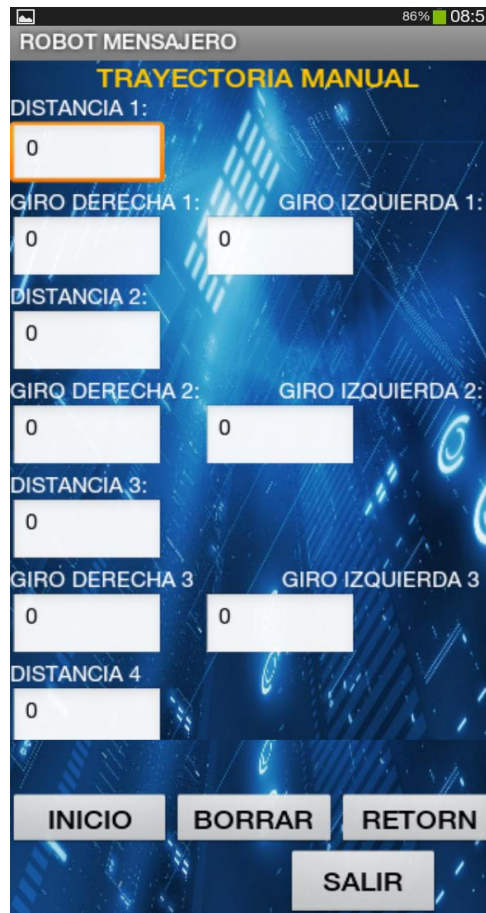 86% 08:5
ROBOT MENSAJERO
TRAYECTORIA MANUAL
DISTANCIA 1:
0
GIRO DERECHA 1: GIRO IZQUIERDA 1:
0 0
DISTANCIA 2:
0
GIRO DERECHA 2: GIRO IZQUIERDA 2:
0 0
DISTANCIA 3:
0
GIRO DERECHA 3 GIRO IZQUIERDA 3
0 0
DISTANCIA 4
0
INICIO BORRAR RETORN
SALIR